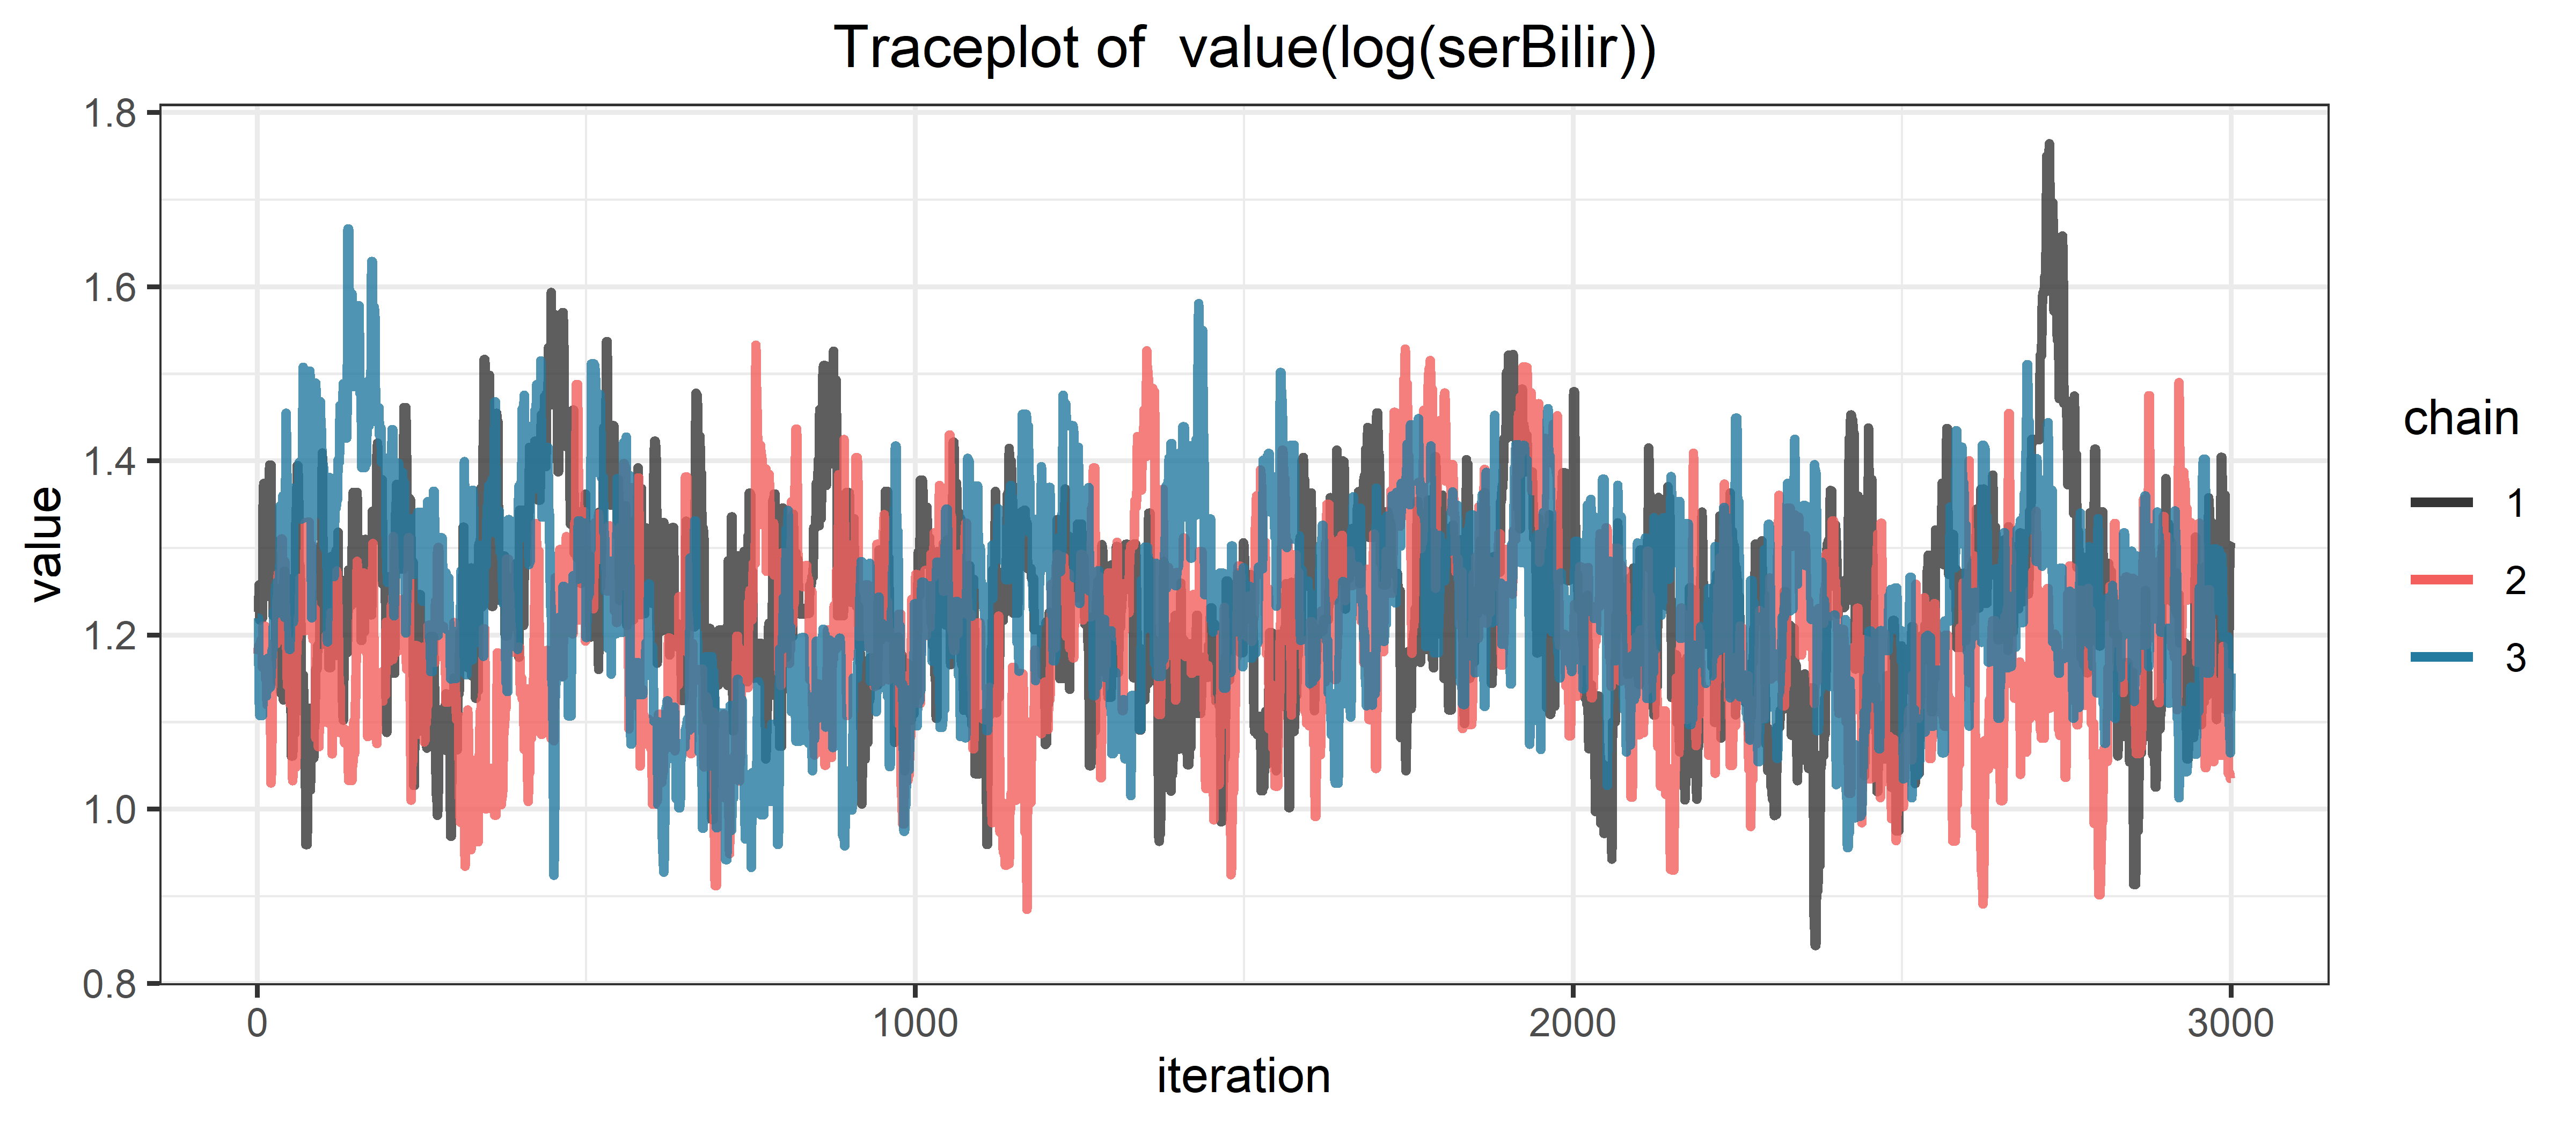 Traceplot of  value(log(serBilir))
1.8
1.6
1.4
1.2
1.0
0.8
value
0 1000 2000 3000
iteration
chain
1
2
3